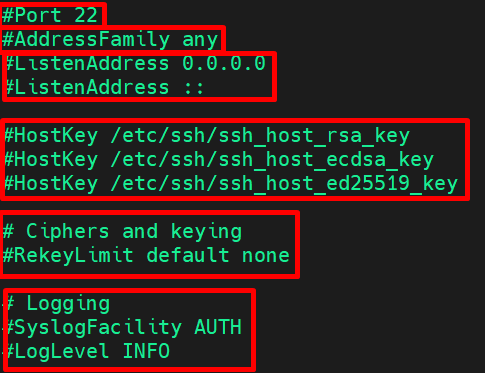 #Port 22
#AddressFamily any
#ListenAddress 0.0.0.0
#ListenAddress ::
#HostKey /etc/ssh/ssh_host_rsa_key
#HostKey /etc/ssh/ssh_host_ecdsa_key
#HostKey /etc/ssh/ssh_host_ed25519_key
# Ciphers and keying
#RekeyLimit default none
# Logging
#SyslogFacility AUTH
#LogLevel INFO